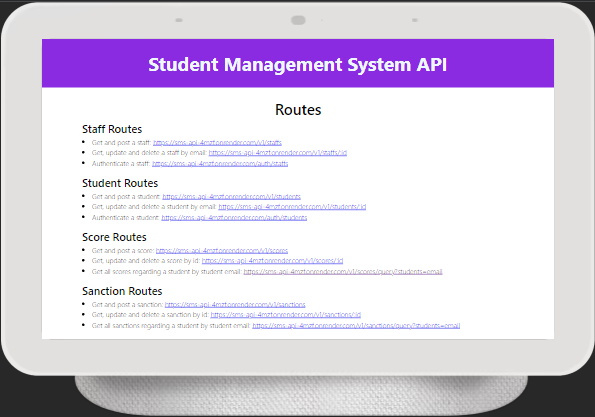 Student Management System API
Routes
Staff Routes
Get and post a staff: https://sms-api-4mzt.onrender.com/v1/staffs
Get, update and delete a staff by email: https://sms-api-4mzt.onrender.com/v1/staffs/:id
Authenticate a staff: https://sms-api-4mzt.onrender.com/auth/staffs
Student Routes
Get and post a student: https://sms-api-4mzt.onrender.com/v1/students
Get, update and delete a student by email: https://sms-api-4mzt.onrender.com/v1/students/:id
Authenticate a student: https://sms-api-4mzt.onrender.com/auth/students
Score Routes
Get and post a score: https://sms-api-4mzt.onrender.com/v1/scores
Get, update and delete a score by id: https://sms-api-4mzt.onrender.com/v1/scores/:id
Get all scores regarding a student by student email: https://sms-api-4mzt.onrender.com/v1/scores/query?students=email
Sanction Routes
Get and post a sanction: https://sms-api-4mzt.onrender.com/v1/sanctions
Get, update and delete a sanction by id: https://sms-api-4mzt.onrender.com/v1/sanctions/:id
Get all sanctions regarding a student by student email: https://sms-api-4mzt.onrender.com/v1/sanctions/query?students=email